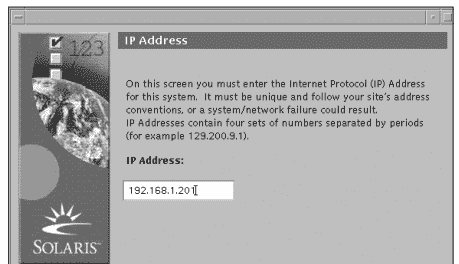 123
IP Address
On this screen you must enter the Internet Protocol (IP) Address
for this system. It must be unique and follow your site's address
conventions, or a system/network failure could result.
IP Addresses contain four sets of numbers separated by periods
(for example 129.200.9.1).
IP Address:
192.168.1.201
SOLARIS™